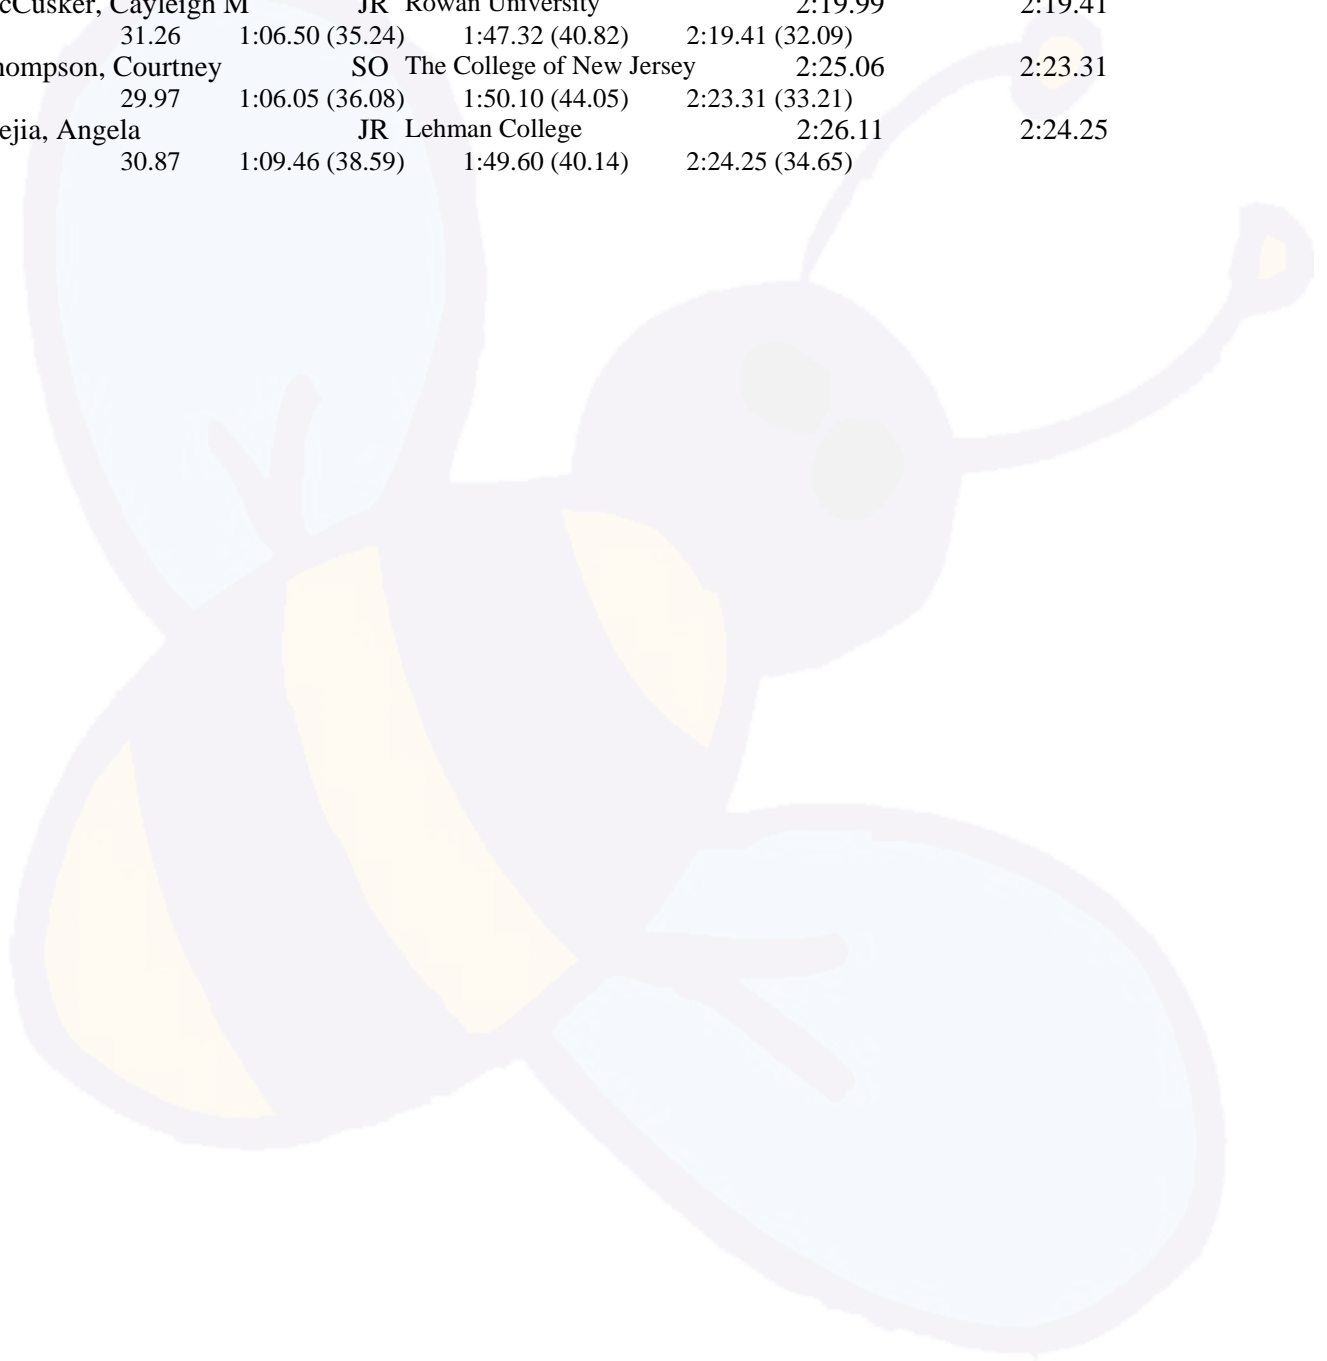 cCusker, Cayleigh M JR Rowan University 2:19.99 2:19.41
31.26 1:06.50 (35.24) 1:47.32 (40.82) 2:19.41 (32.09)
hompson, Courtney SO The College of New Jersey 2:25.06 2:23.31
29.97 1:06.05 (36.08) 1:50.10 (44.05) 2:23.31 (33.21)
ejia, Angela JR Lehman College 2:26.11 2:24.25
30.87 1:09.46 (38.59) 1:49.60 (40.14) 2:24.25 (34.65)